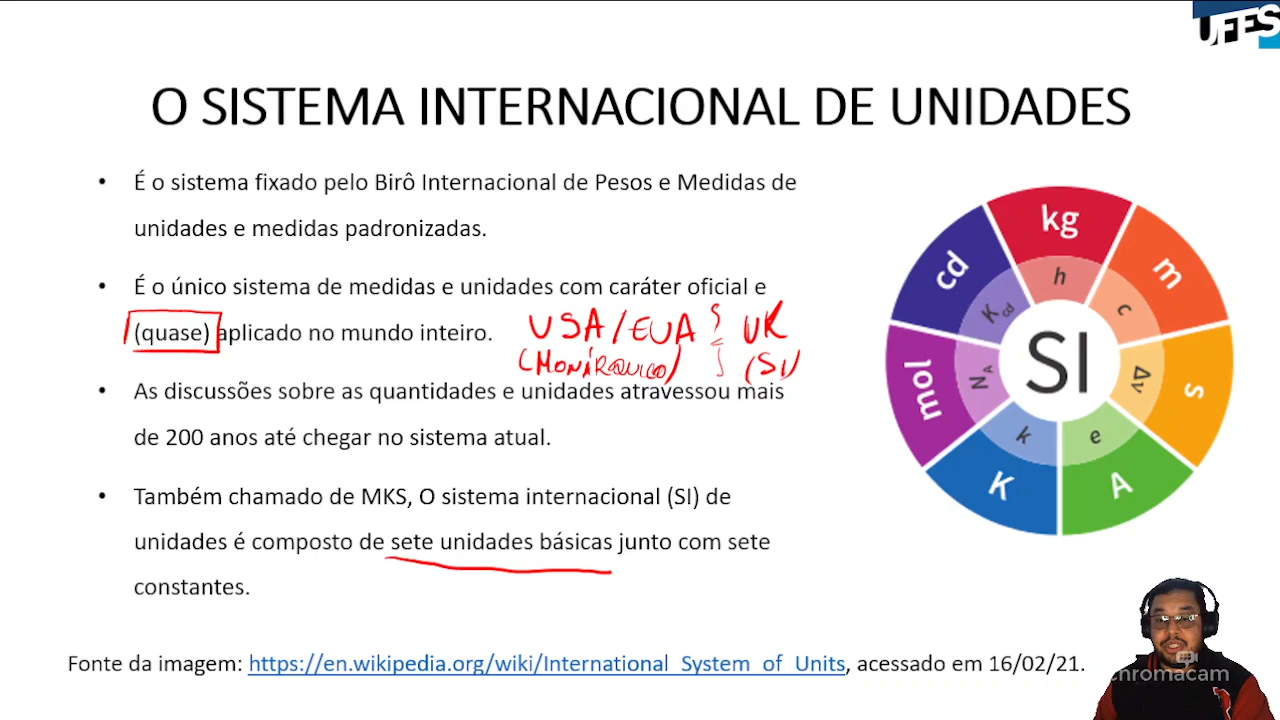 UFES
O SISTEMA INTERNACIONAL DE UNIDADES
• É o sistema fixado pelo Birô Internacional de Pesos e Medidas de
unidades e medidas padronizadas.
• É o único sistema de medidas e unidades com caráter oficial e
(quase) aplicado no mundo inteiro.
USA/EUA
UK
(MONÁRQUICO)
(SI)
• As discussões sobre as quantidades e unidades atravessou mais
de 200 anos até chegar no sistema atual.
• Também chamado de MKS, O sistema internacional (SI) de
unidades é composto de sete unidades básicas junto com sete
constantes.
kg
m
s
A
K
mol
cd
h
c
Δν
e
k
NA
Kcd
SI
Fonte da imagem: https://en.wikipedia.org/wiki/International_System_of_Units, acessado em 16/02/21.
chromacam